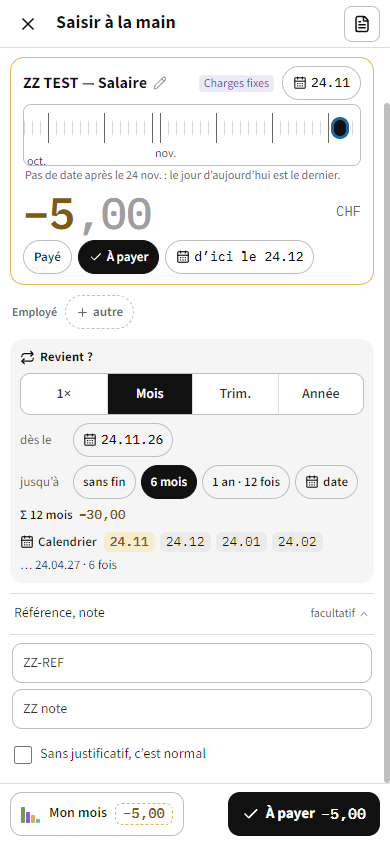 Saisir à la main
ZZ TEST — Salaire
Charges fixes
24.11
oct.
nov.
Pas de date après le 24 nov. : le jour d’aujourd’hui est le dernier.
−5,00
CHF
Payé
À payer
d’ici le 24.12
Employé
+ autre
Revient ?
1×
Mois
Trim.
Année
dès le
24.11.26
jusqu’à
sans fin
6 mois
1 an · 12 fois
date
Σ 12 mois −30,00
Calendrier 24.11 24.12 24.01 24.02
… 24.04.27 · 6 fois
Référence, note
facultatif
ZZ-REF
ZZ note
Sans justificatif, c’est normal
Mon mois −5,00
À payer −5,00